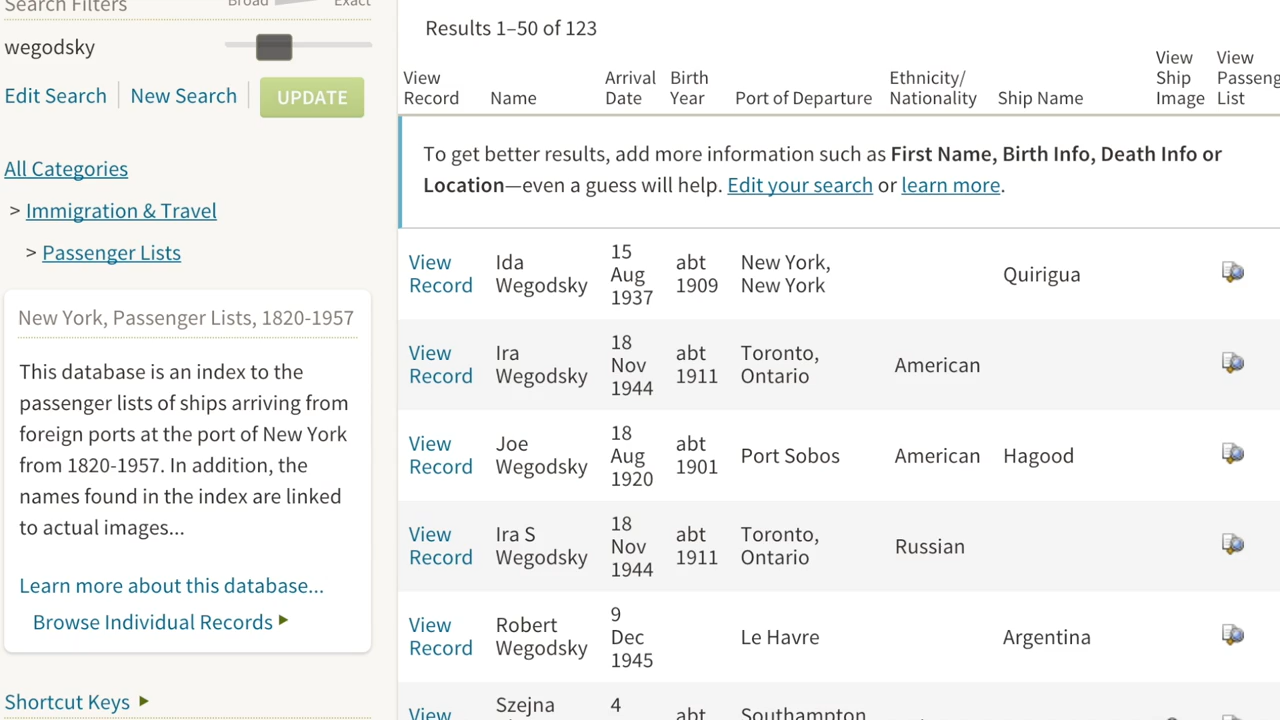 Search Filters
Broad Exact
wegodsky
Edit Search New Search UPDATE
All Categories
> Immigration & Travel
> Passenger Lists
New York, Passenger Lists, 1820-1957
This database is an index to the
passenger lists of ships arriving from
foreign ports at the port of New York
from 1820-1957. In addition, the
names found in the index are linked
to actual images...
Learn more about this database...
Browse Individual Records
Shortcut Keys
Results 1–50 of 123
View Record
Name
Arrival Date
Birth Year
Port of Departure
Ethnicity/ Nationality
Ship Name
View Ship Image
View Passeng List
To get better results, add more information such as First Name, Birth Info, Death Info or
Location—even a guess will help. Edit your search or learn more.
View Record Ida Wegodsky 15 Aug 1937 abt 1909 New York, New York Quirigua
View Record Ira Wegodsky 18 Nov 1944 abt 1911 Toronto, Ontario American
View Record Joe Wegodsky 18 Aug 1920 abt 1901 Port Sobos American Hagood
View Record Ira S Wegodsky 18 Nov 1944 abt 1911 Toronto, Ontario Russian
View Record Robert Wegodsky 9 Dec 1945 Le Havre Argentina
View Szejna 4 abt Southampton